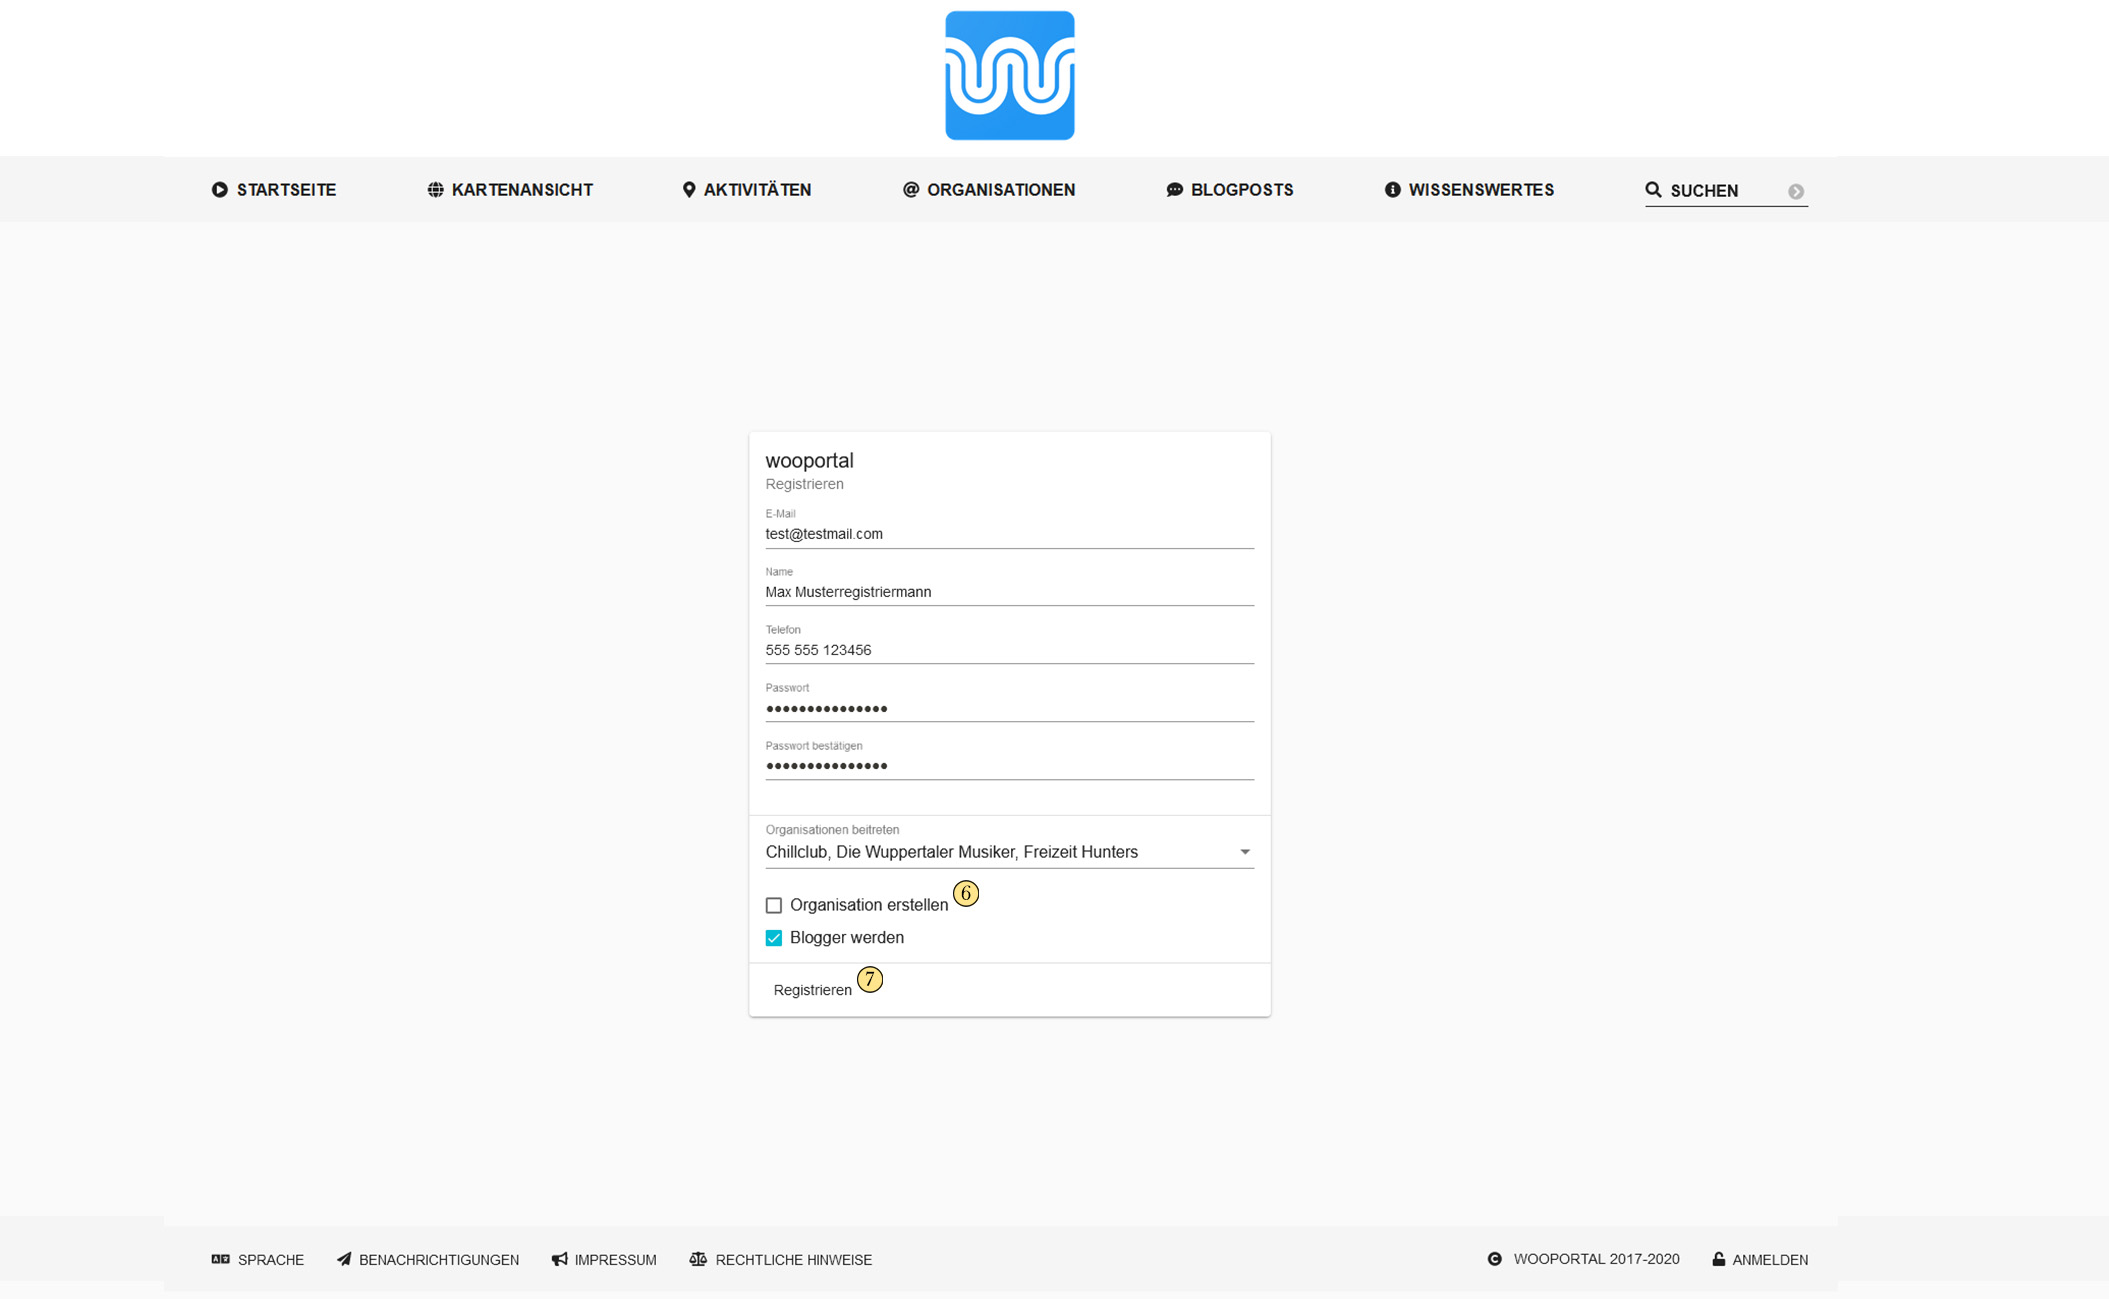 STARTSEITE KARTENANSICHT AKTIVITÄTEN ORGANISATIONEN BLOGPOSTS WISSENSWERTES SUCHEN
wooportal
Registrieren
E-Mail
test@testmail.com
Name
Max Musterregistriermann
Telefon
555 555 123456
Passwort
•••••••••••••••
Passwort bestätigen
•••••••••••••••
Organisationen beitreten
Chillclub, Die Wuppertaler Musiker, Freizeit Hunters
Organisation erstellen 6
Blogger werden
Registrieren 7
SPRACHE BENACHRICHTIGUNGEN IMPRESSUM RECHTLICHE HINWEISE WOOPORTAL 2017-2020 ANMELDEN